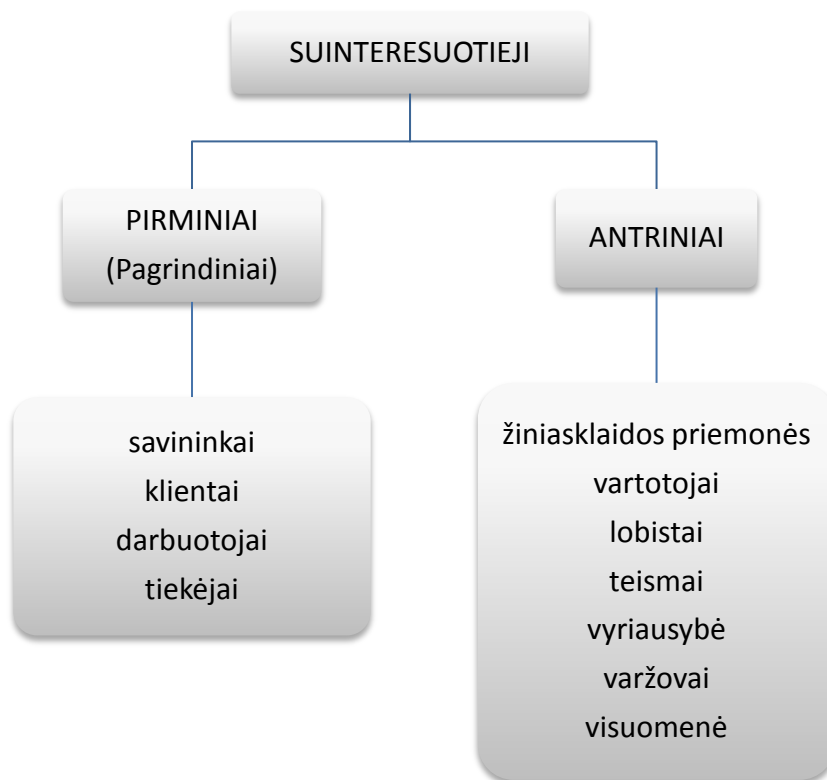 SUINTERESUOTIEJI
PIRMINIAI
(Pagrindiniai)
ANTRINIAI
savininkai
klientai
darbuotojai
tiekėjai
žiniasklaidos priemonės
vartotojai
lobistai
teismai
vyriausybė
varžovai
visuomenė